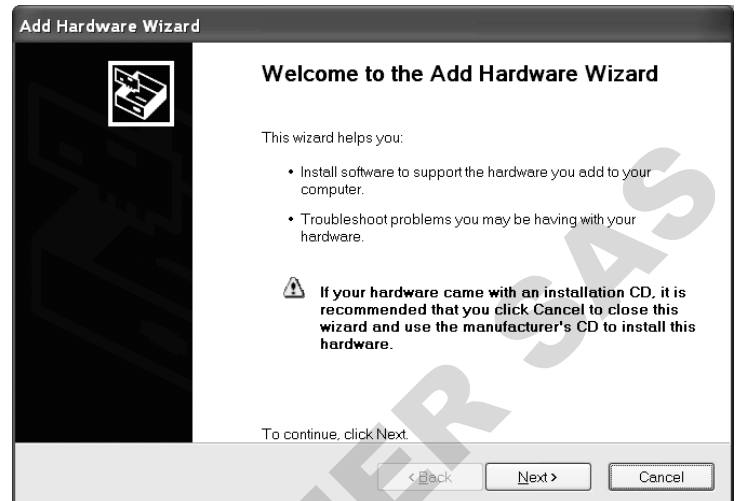 Add Hardware Wizard
Welcome to the Add Hardware Wizard
This wizard helps you:
• Install software to support the hardware you add to your
computer.
• Troubleshoot problems you may be having with your
hardware.
If your hardware came with an installation CD, it is
recommended that you click Cancel to close this
wizard and use the manufacturer's CD to install this
hardware.
To continue, click Next.
< Back
Next >
Cancel
ER SAS